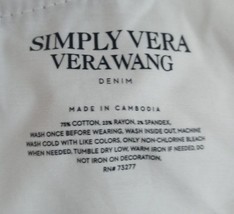 SIMPLY VERA
VERAWANG
DENIM
MADE IN CAMBODIA
75% COTTON, 23% RAYON, 2% SPANDEX,
WASH ONCE BEFORE WEARING, WASH INSIDE OUT, MACHINE
WASH COLD WITH LIKE COLORS, ONLY NON-CHLORINE BLEACH
WHEN NEEDED, TUMBLE DRY LOW, WARM IRON IF NEEDED, DO
NOT IRON ON DECORATION.
RN# 73277